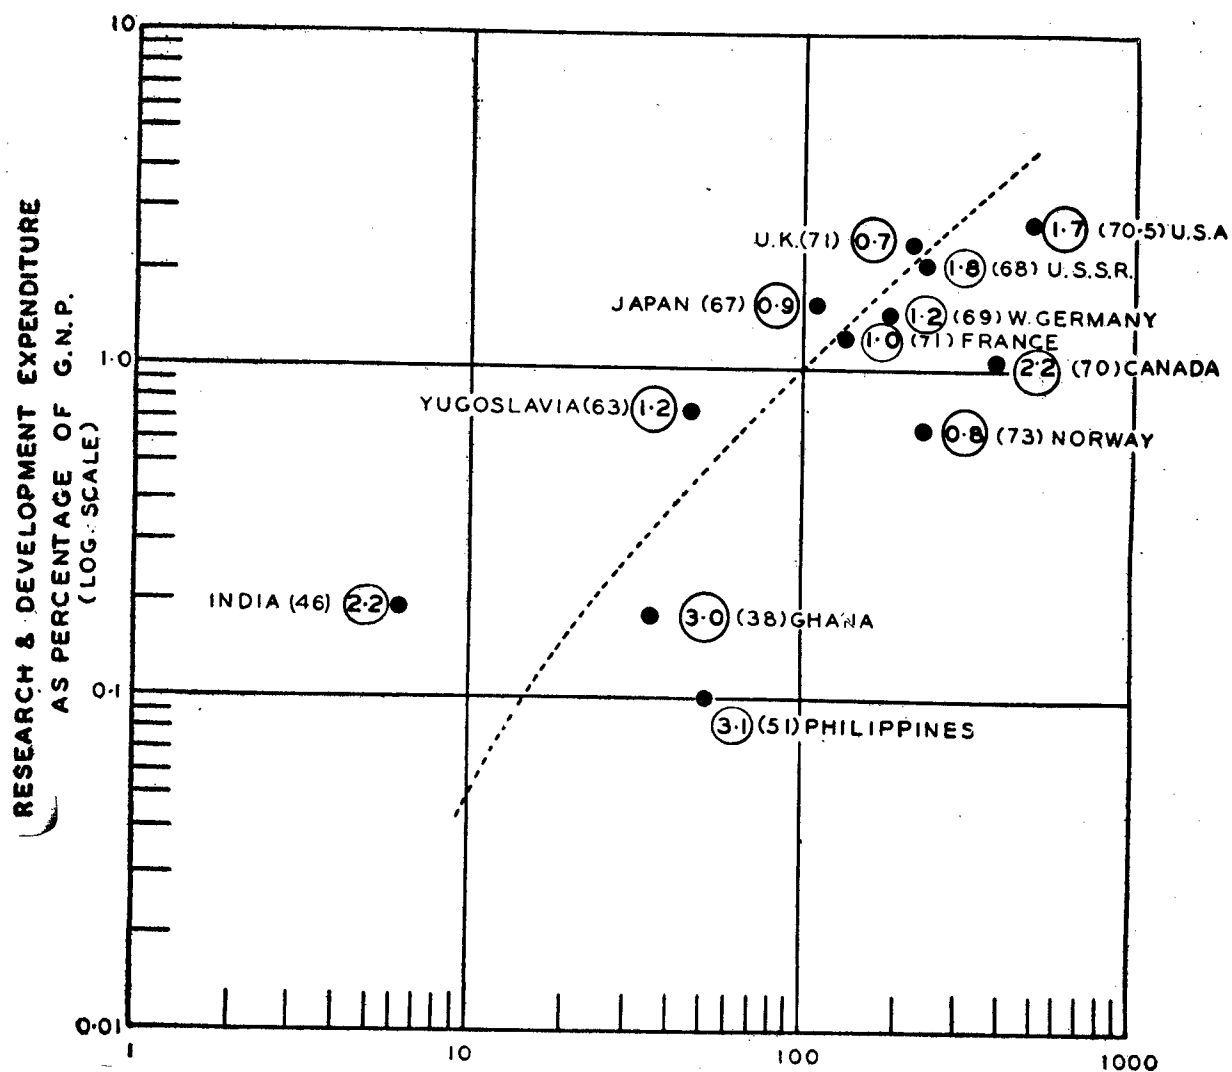 RESEARCH & DEVELOPMENT EXPENDITURE
AS PERCENTAGE OF G.N.P.
(LOG. SCALE)
10
U.K.(71) 0.7
1.7 (70.5) U.S.A
1.8 (68) U.S.S.R.
JAPAN (67) 0.9
1.2 (69) W. GERMANY
1.0 (71) FRANCE
1.0
2.2 (70) CANADA
YUGOSLAVIA (63) 1.2
0.8 (73) NORWAY
INDIA (46) 2.2
3.0 (38) GHANA
0.1
3.1 (51) PHILIPPINES
0.01
1 10 100 1000